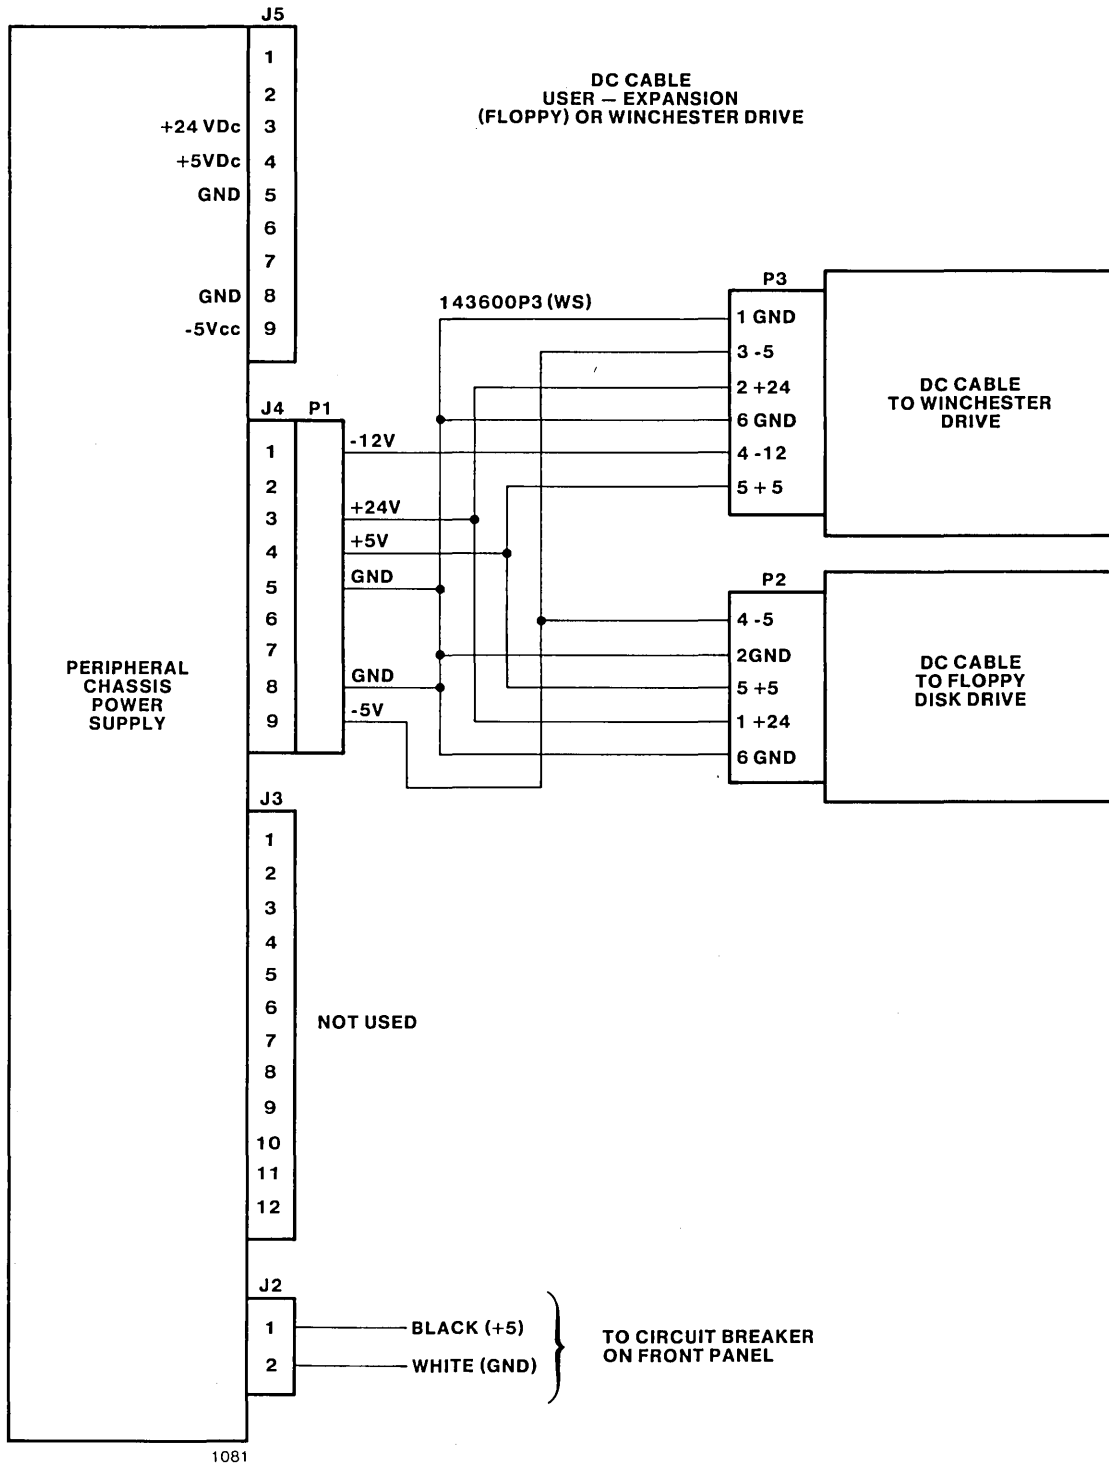 J5
1
2
+24 VDc 3
+5VDc 4
GND 5
6
7
GND 8
-5Vcc 9
DC CABLE
USER — EXPANSION
(FLOPPY) OR WINCHESTER DRIVE
J4 P1
1 -12V
2
3 +24V
4 +5V
5 GND
6
7
8 GND
9 -5V
143600P3 (WS)
P3
1 GND
3 -5
2 +24
6 GND
4 -12
5 + 5
DC CABLE
TO WINCHESTER
DRIVE
P2
4 -5
2GND
5 +5
1 +24
6 GND
DC CABLE
TO FLOPPY
DISK DRIVE
PERIPHERAL
CHASSIS
POWER
SUPPLY
J3
1
2
3
4
5
6
7
8
9
10
11
12
NOT USED
J2
1 BLACK (+5)
2 WHITE (GND)
TO CIRCUIT BREAKER
ON FRONT PANEL
1081